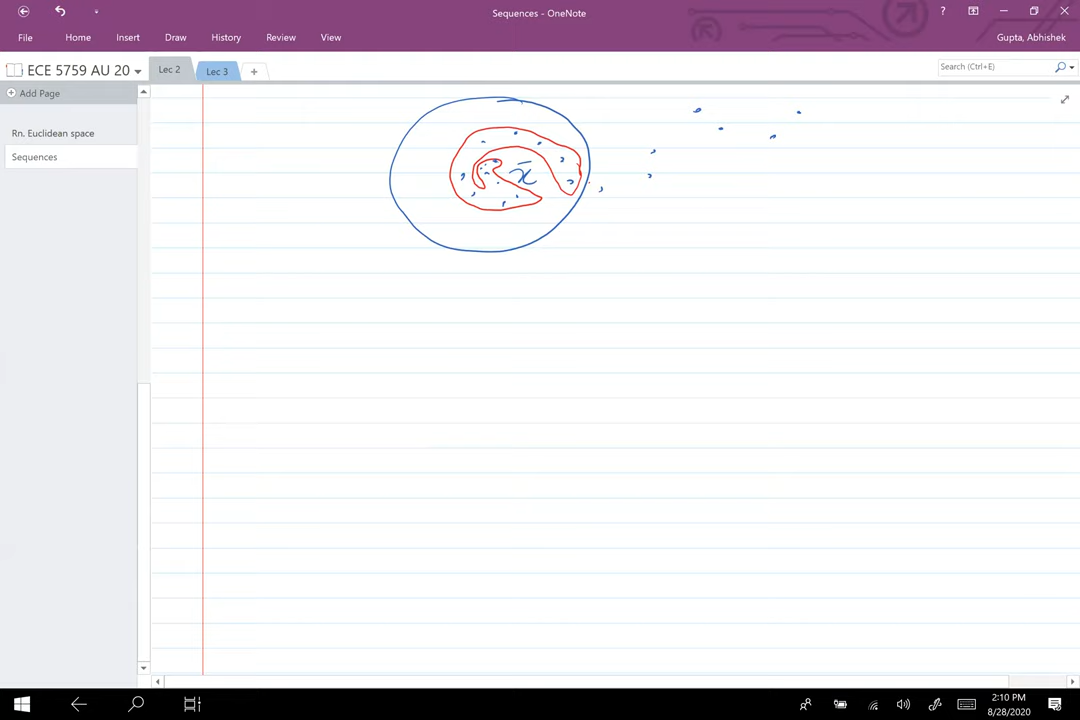 Sequences - OneNote
File Home Insert Draw History Review View Gupta, Abhishek
ECE 5759 AU 20 Lec 2 Lec 3 Search (Ctrl+E)
Add Page
Rn. Euclidean space
Sequences
x̄
2:10 PM
8/28/2020